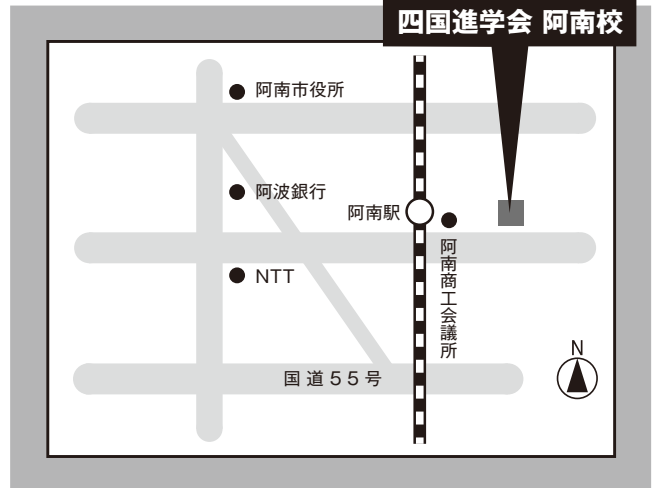 四国進学会 阿南校
阿南市役所
阿波銀行
阿南駅
阿南商工会議所
NTT
国道55号
N